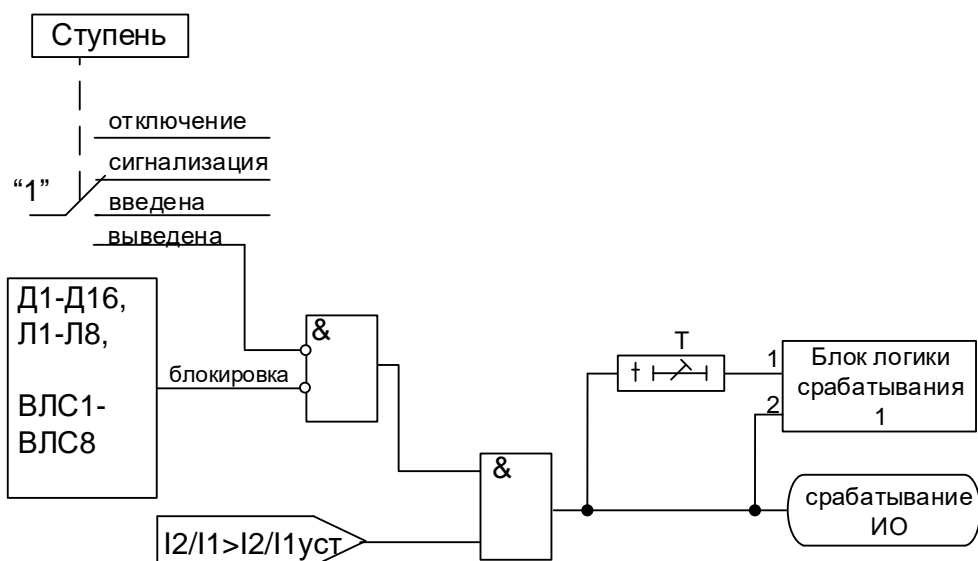 Ступень
отключение
сигнализация
“1”
введена
выведена
Д1-Д16,
Л1-Л8,
ВЛС1-
ВЛС8
блокировка
&
&
I2/I1>I2/I1уст
T
t
1
2
Блок логики
срабатывания
1
срабатывание
ИО